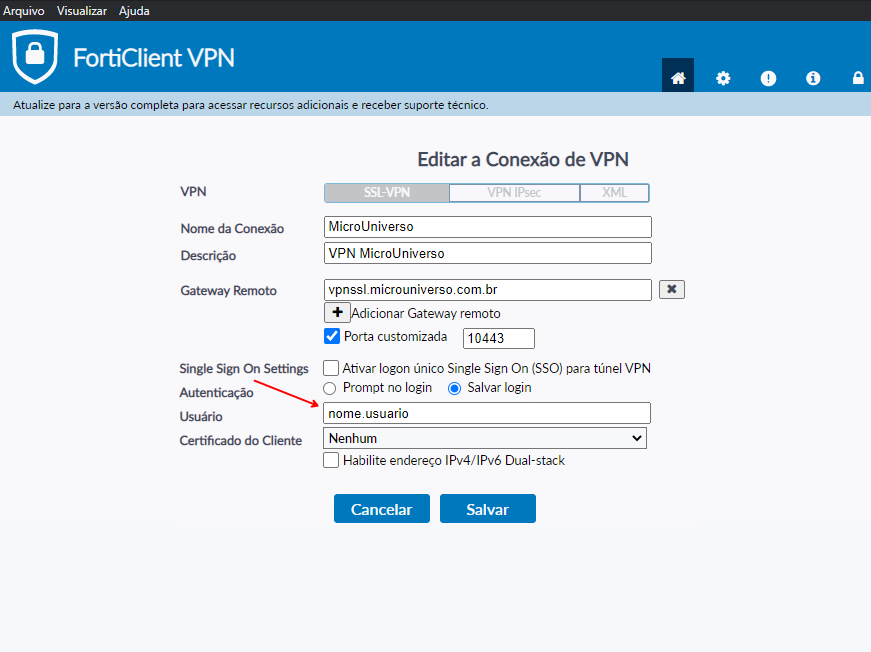 Arquivo Visualizar Ajuda
FortiClient VPN
Atualize para a versão completa para acessar recursos adicionais e receber suporte técnico.
Editar a Conexão de VPN
VPN SSL-VPN VPN IPsec XML
Nome da Conexão MicroUniverso
Descrição VPN MicroUniverso
Gateway Remoto vpnssl.microuniverso.com.br
Adicionar Gateway remoto
Porta customizada 10443
Single Sign On Settings Ativar logon único Single Sign On (SSO) para túnel VPN
Autenticação Prompt no login Salvar login
Usuário nome.usuario
Certificado do Cliente Nenhum
Habilite endereço IPv4/IPv6 Dual-stack
Cancelar Salvar